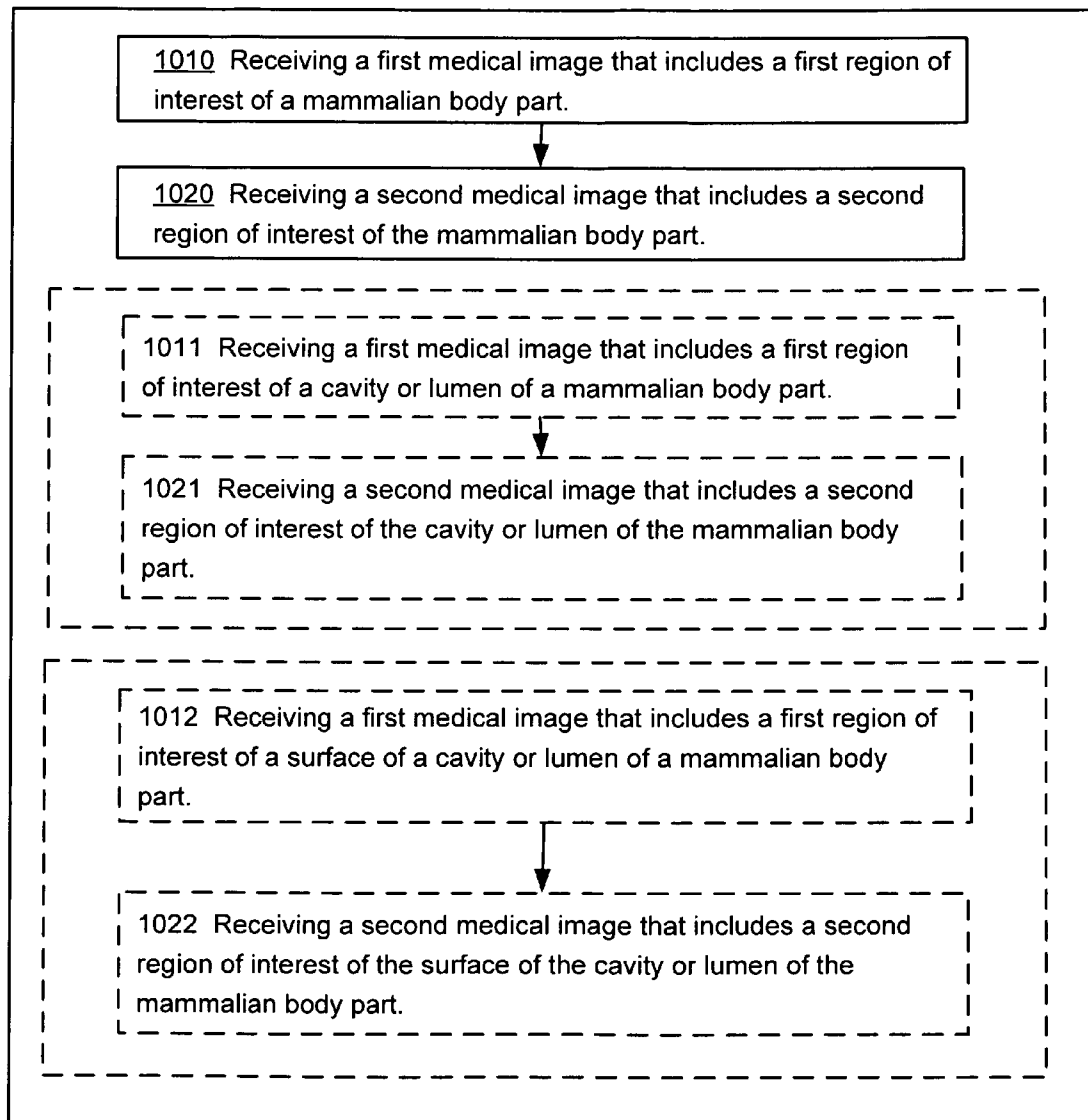 1010 Receiving a first medical image that includes a first region of
interest of a mammalian body part.
1020 Receiving a second medical image that includes a second
region of interest of the mammalian body part.
1011 Receiving a first medical image that includes a first region
of interest of a cavity or lumen of a mammalian body part.
1021 Receiving a second medical image that includes a second
region of interest of the cavity or lumen of the mammalian body
part.
1012 Receiving a first medical image that includes a first region of
interest of a surface of a cavity or lumen of a mammalian body
part.
1022 Receiving a second medical image that includes a second
region of interest of the surface of the cavity or lumen of the
mammalian body part.